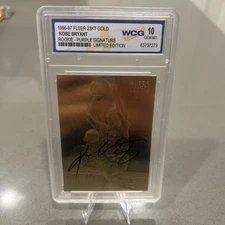 1996-97 FLEER 23KT GOLD
KOBE BRYANT
ROOKIE - PURPLE SIGNATURE
LIMITED EDITION
WCG
10
GEM-MT